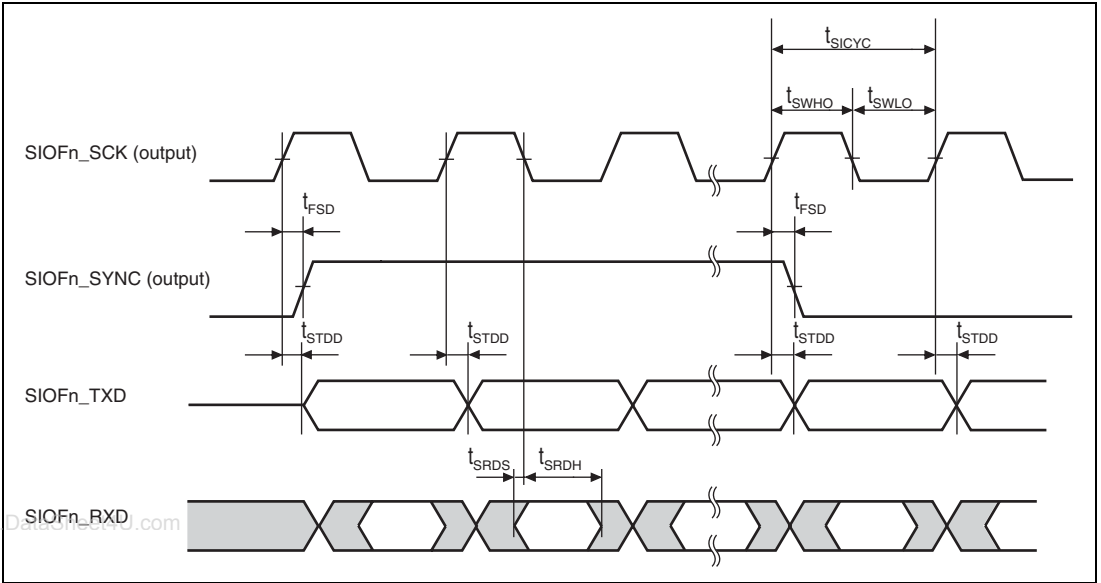 tSICYC
tSWHO tSWLO
SIOFn_SCK (output)
tFSD tFSD
SIOFn_SYNC (output)
tSTDD tSTDD tSTDD tSTDD
SIOFn_TXD
tSRDS tSRDH
SIOFn_RXD
DataSheet4U.com